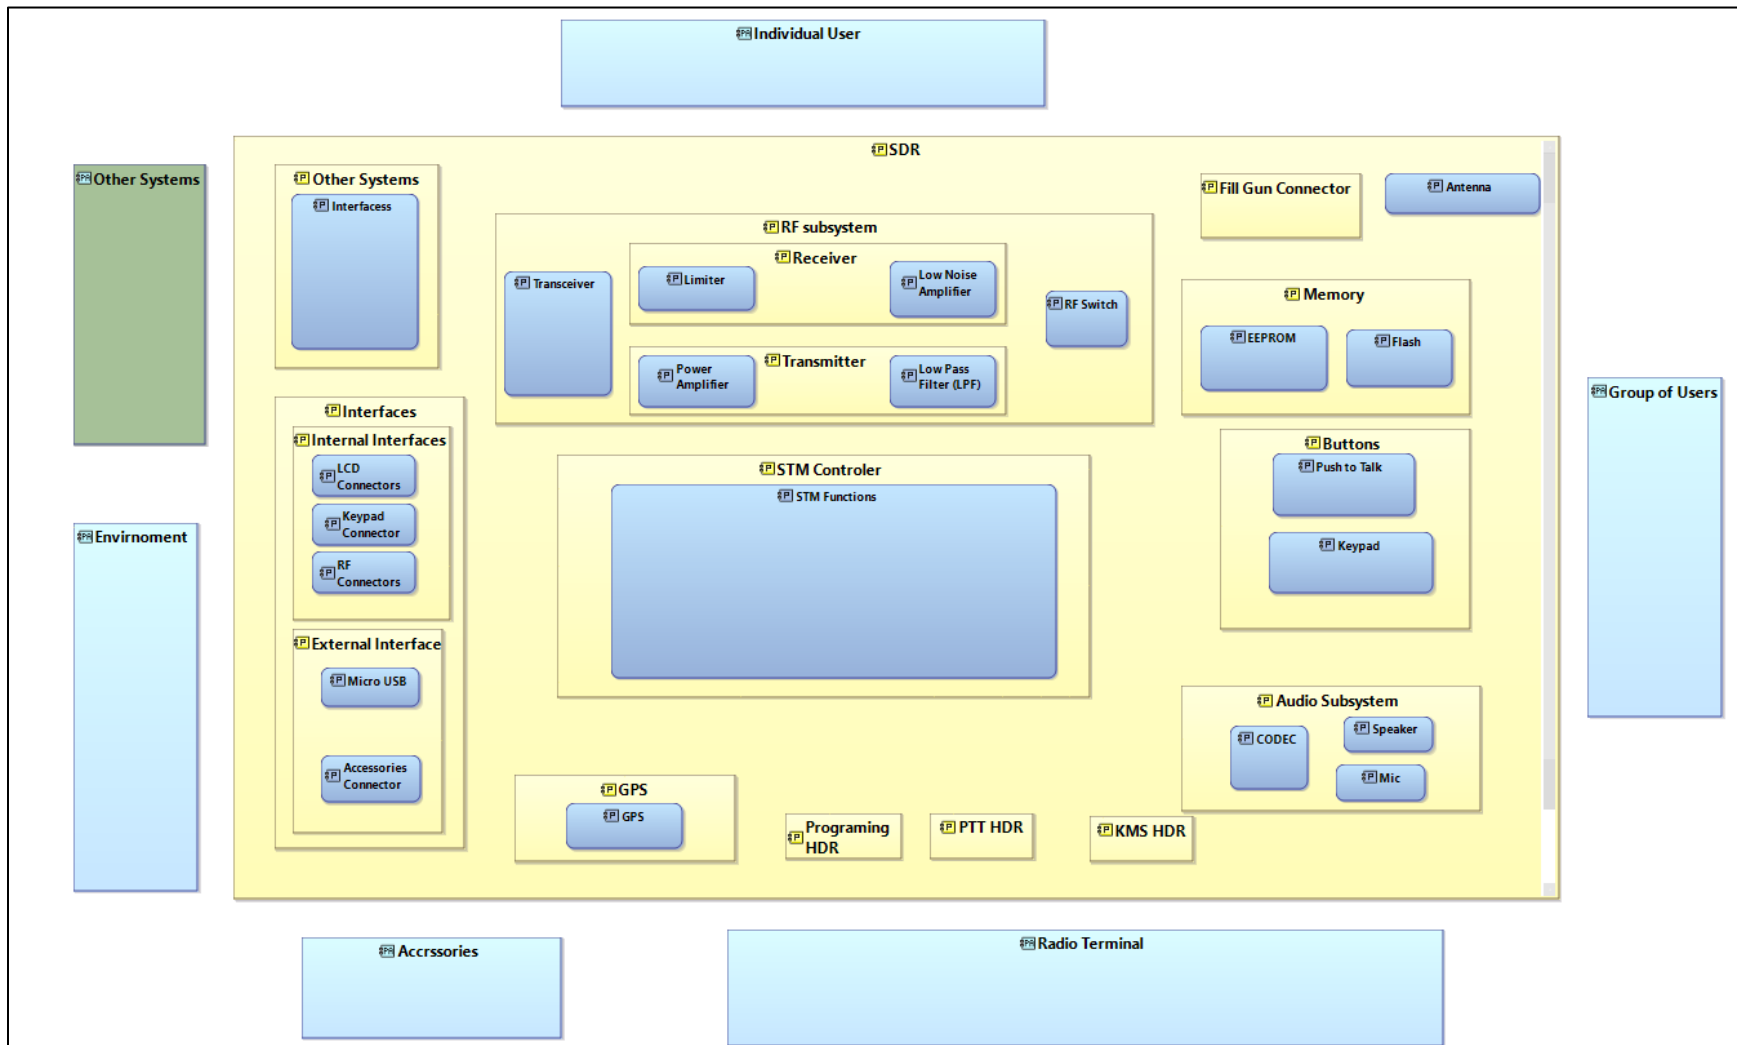 Individual User
SDR
Other Systems
Other Systems
Interfacess
Fill Gun Connector
Antenna
RF subsystem
Receiver
Transceiver
Limiter
Low Noise
Amplifier
RF Switch
Memory
EEPROM
Flash
Transmitter
Power
Amplifier
Low Pass
Filter (LPF)
Group of Users
Interfaces
Internal Interfaces
LCD
Connectors
Keypad
Connector
RF
Connectors
STM Controler
STM Functions
Buttons
Push to Talk
Keypad
Envirnoment
External Interface
Micro USB
Accessories
Connector
Audio Subsystem
CODEC
Speaker
Mic
GPS
GPS
Programing
HDR
PTT HDR
KMS HDR
Accrssories
Radio Terminal